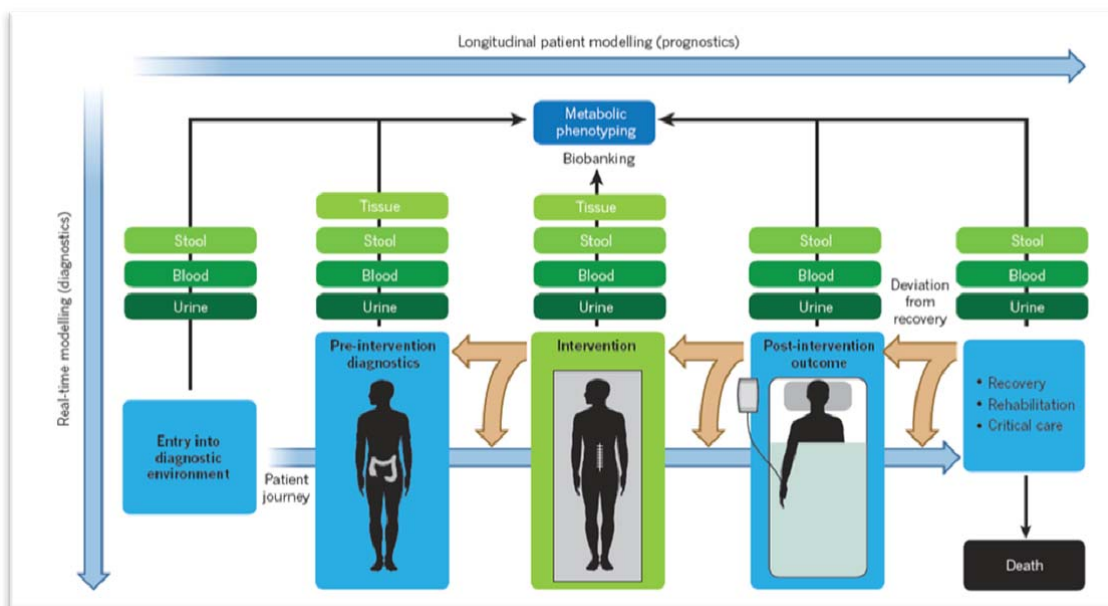 Longitudinal patient modelling (prognostics)
Real-time modelling (diagnostics)
Metabolic
phenotyping
Biobanking
Stool
Blood
Urine
Tissue
Stool
Blood
Urine
Tissue
Stool
Blood
Urine
Stool
Blood
Urine
Stool
Blood
Urine
Deviation
from
recovery
Entry into
diagnostic
environment
Patient
journey
Pre-intervention
diagnostics
Intervention
Post-intervention
outcome
• Recovery
• Rehabilitation
• Critical care
Death